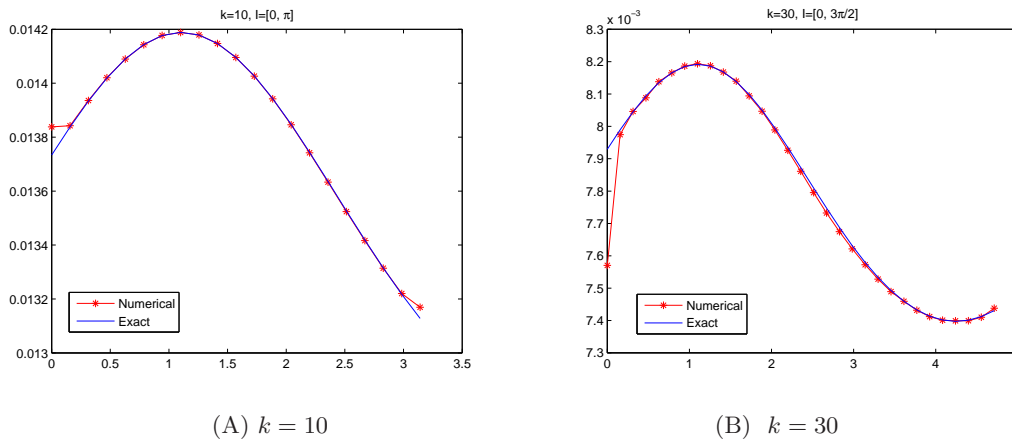 k=10, I=[0, π]
0.0142
0.014
0.0138
0.0136
0.0134
0.0132
0.013
0 0.5 1 1.5 2 2.5 3 3.5
Numerical
Exact
(A) k = 10
k=30, I=[0, 3π/2]
x 10⁻³
8.3
8.2
8.1
8
7.9
7.8
7.7
7.6
7.5
7.4
7.3
0 1 2 3 4
Numerical
Exact
(B) k = 30